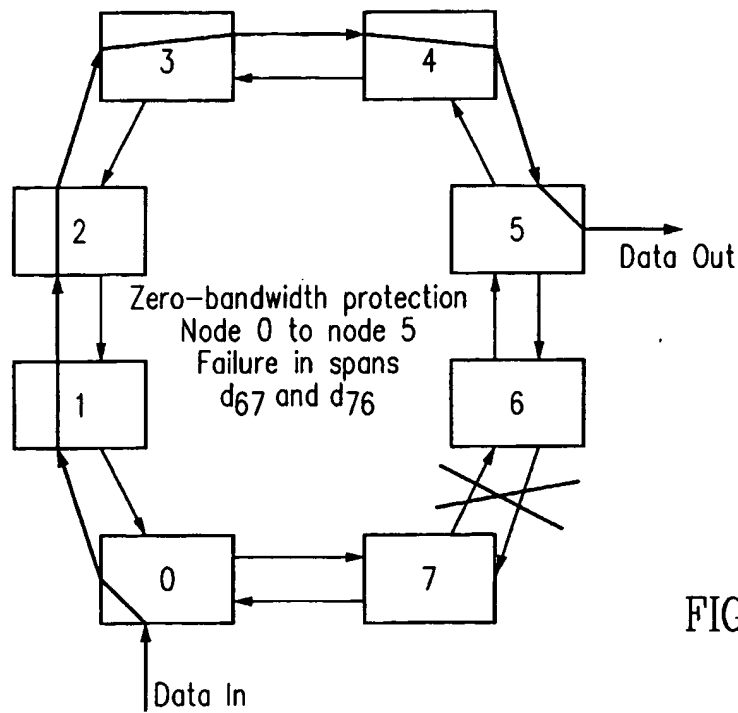 3
4
2
5
Data Out
Zero-bandwidth protection
Node 0 to node 5
Failure in spans
d67 and d76
1
6
0
7
FIG
Data In